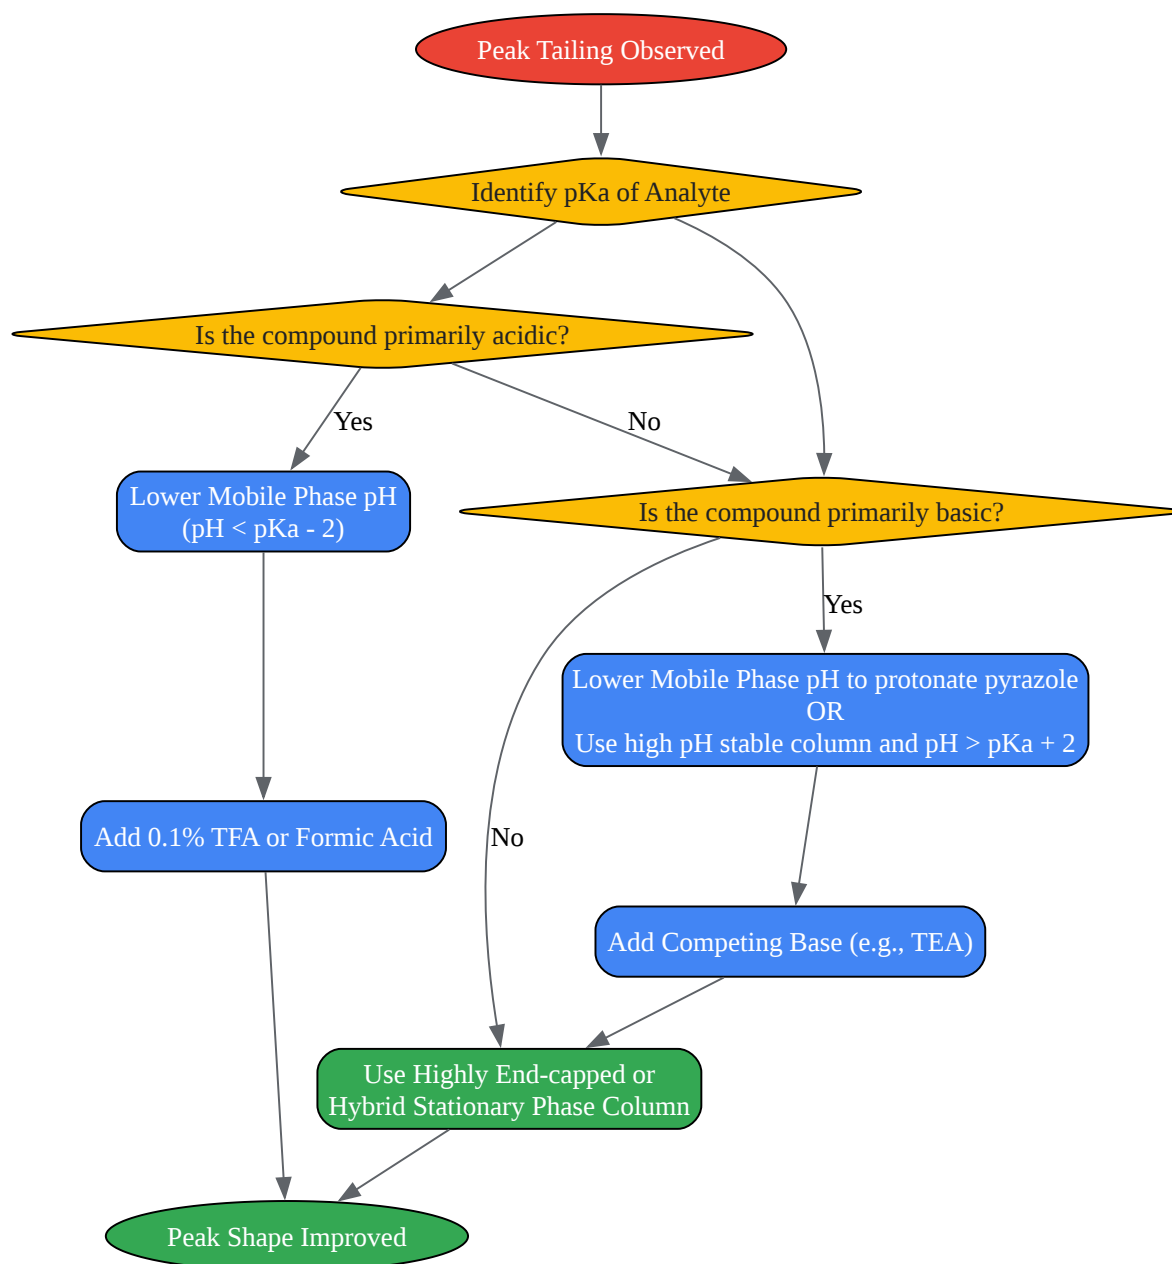 Peak Tailing Observed
Identify pKa of Analyte
Is the compound primarily acidic?
Yes
No
Lower Mobile Phase pH
(pH < pKa - 2)
Is the compound primarily basic?
Yes
Lower Mobile Phase pH to protonate pyrazole
OR
Use high pH stable column and pH > pKa + 2
Add 0.1% TFA or Formic Acid
No
Add Competing Base (e.g., TEA)
Use Highly End-capped or
Hybrid Stationary Phase Column
Peak Shape Improved